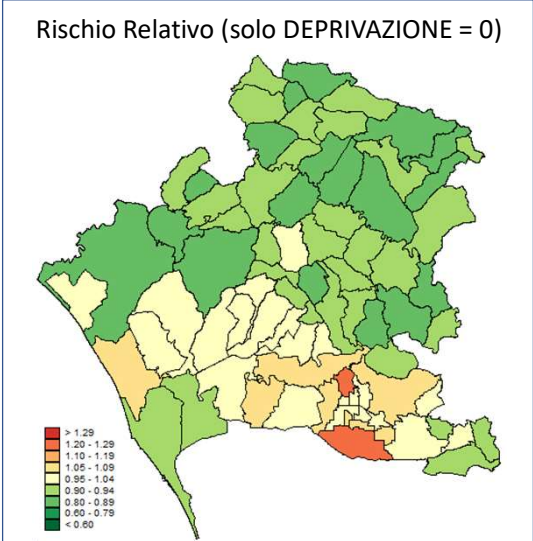 Rischio Relativo (solo DEPRIVAZIONE = 0)
> 1.29
1.20 - 1.29
1.10 - 1.19
1.05 - 1.09
0.95 - 1.04
0.90 - 0.94
0.80 - 0.89
0.60 - 0.79
< 0.60